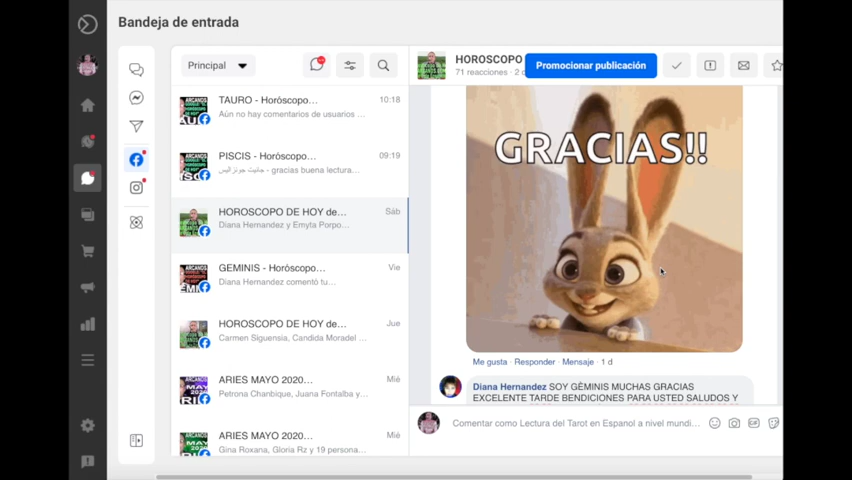 Bandeja de entrada
Principal
HOROSCOPO
71 reacciones · 2 c
Promocionar publicación
TAURO - Horóscopo...
10:18
Aún no hay comentarios de usuarios ...
PISCIS - Horóscopo...
09:19
- gracias buena lectura...
HOROSCOPO DE HOY de...
Sáb
Diana Hernandez y Emyta Porpo...
GEMINIS - Horóscopo...
Vie
Diana Hernandez comentó tu...
HOROSCOPO DE HOY de...
Jue
Carmen Siguensia, Candida Moradel ...
ARIES MAYO 2020...
Mié
Petrona Chanbique, Juana Fontalba y...
ARIES MAYO 2020...
Mié
Gina Roxana, Gloria Rz y 19 persona...
GRACIAS!!
Me gusta · Responder · Mensaje · 1 d
Diana Hernandez SOY GÉMINIS MUCHAS GRACIAS
EXCELENTE TARDE BENDICIONES PARA USTED SALUDOS Y
Comentar como Lectura del Tarot en Espanol a nivel mundi...